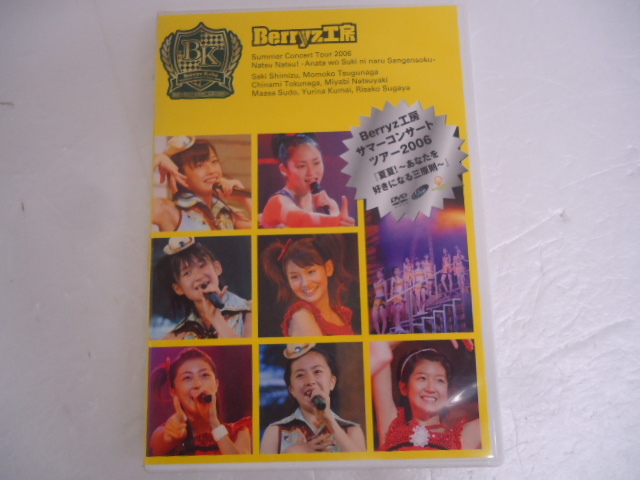 BK
Berryz工房
Summer Concert Tour 2006
Natsu Natsu! ~Anata wo Suki ni naru Sangensoku~
Saki Shimizu, Momoko Tsugunaga
Chinami Tokunaga, Miyabi Natsuyaki
Maasa Sudo, Yurina Kumai, Risako Sugaya
Berryz工房
サマーコンサート
ツアー2006
『夏夏!~あなたを
好きになる三原則~』
DVD